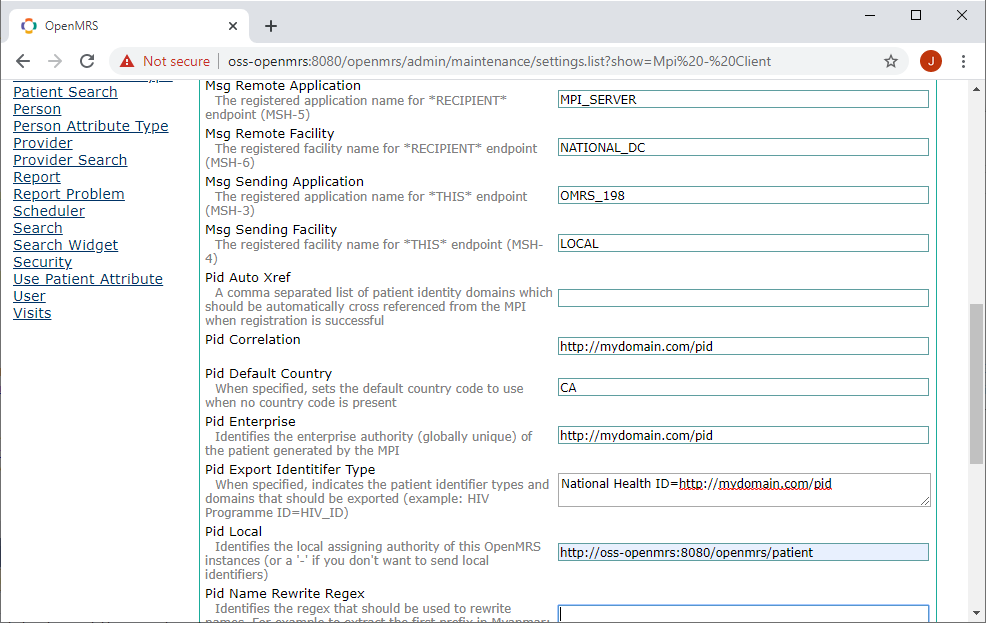 OpenMRS
Not secure
oss-openmrs:8080/openmrs/admin/maintenance/settings.list?show=Mpi%20-%20Client
J
Patient Search
Person
Person Attribute Type
Provider
Provider Search
Report
Report Problem
Scheduler
Search
Search Widget
Security
Use Patient Attribute
User
Visits
Msg Remote Application
The registered application name for *RECIPIENT*
endpoint (MSH-5)
MPI_SERVER
Msg Remote Facility
The registered facility name for *RECIPIENT* endpoint
(MSH-6)
NATIONAL_DC
Msg Sending Application
The registered application name for *THIS* endpoint
(MSH-3)
OMRS_198
Msg Sending Facility
The registered facility name for *THIS* endpoint (MSH-
4)
LOCAL
Pid Auto Xref
A comma separated list of patient identity domains which
should be automatically cross referenced from the MPI
when registration is successful
Pid Correlation
http://mydomain.com/pid
Pid Default Country
When specified, sets the default country code to use
when no country code is present
CA
Pid Enterprise
Identifies the enterprise authority (globally unique) of
the patient generated by the MPI
http://mydomain.com/pid
Pid Export Identitifer Type
When specified, indicates the patient identifier types and
domains that should be exported (example: HIV
Programme ID=HIV_ID)
National Health ID=http://mydomain.com/pid
Pid Local
Identifies the local assigning authority of this OpenMRS
instances (or a '-' if you don't want to send local
identifiers)
http://oss-openmrs:8080/openmrs/patient
Pid Name Rewrite Regex
Identifies the regex that should be used to rewrite
names. For example to extract the first prefix in Myanmar: